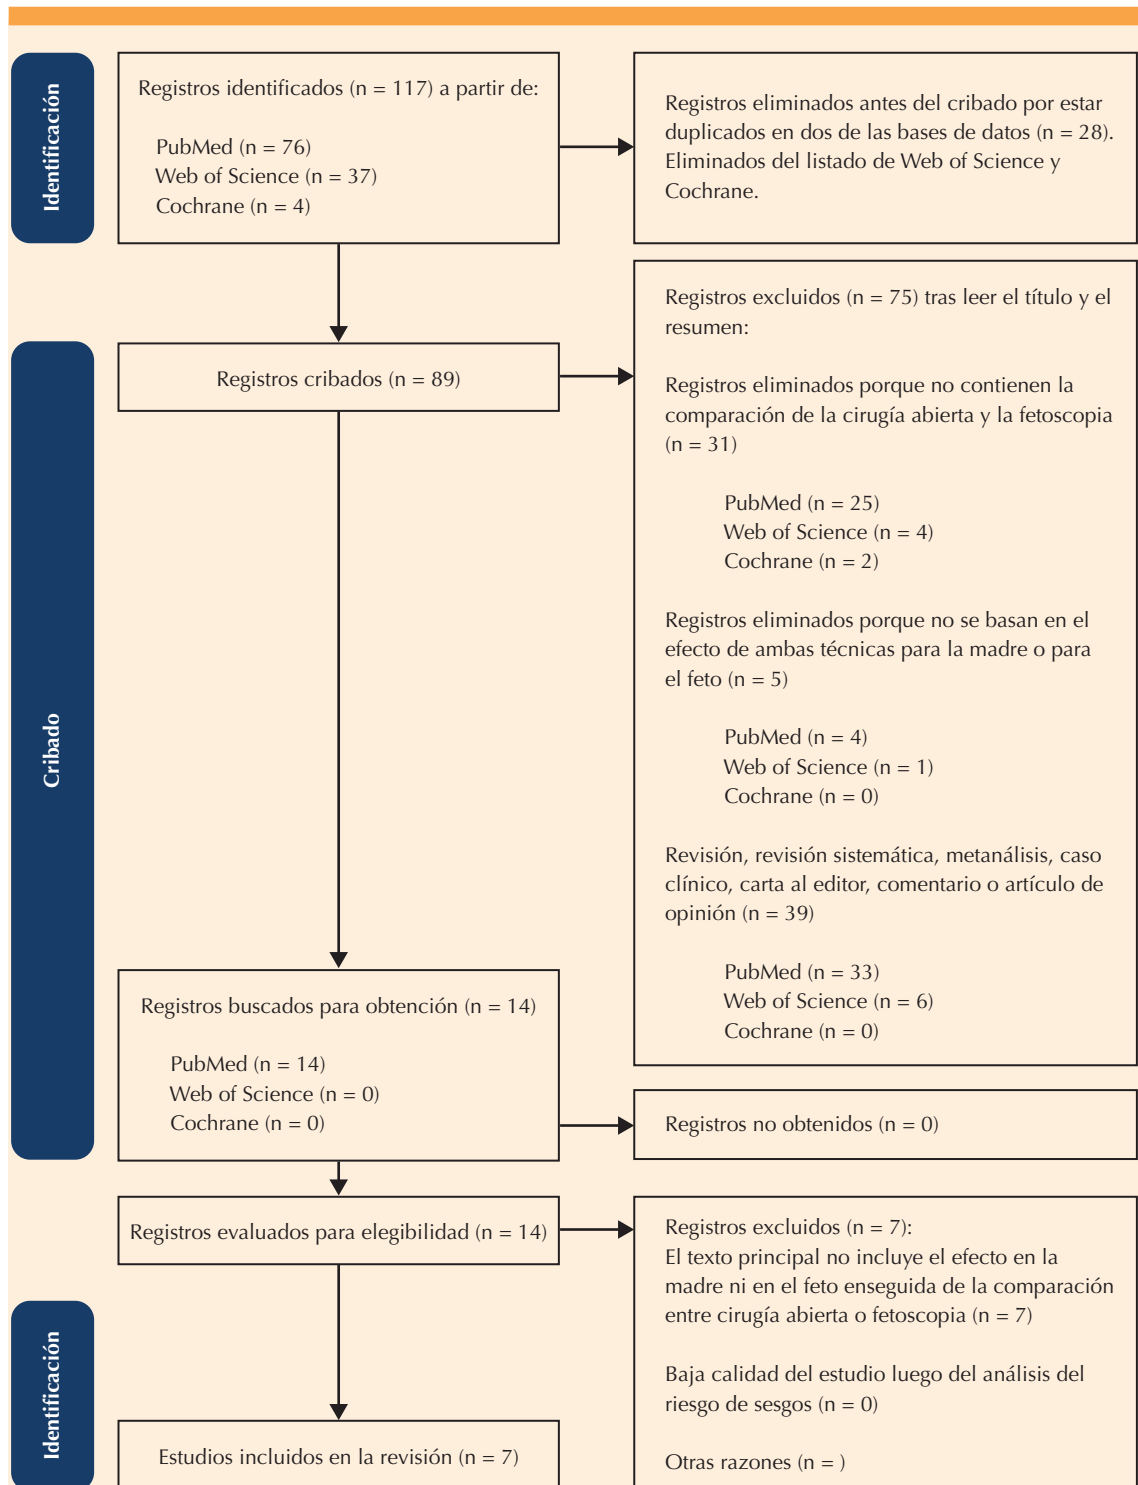 Identificación
Registros identificados (n = 117) a partir de:
PubMed (n = 76)
Web of Science (n = 37)
Cochrane (n = 4)
Registros eliminados antes del cribado por estar
duplicados en dos de las bases de datos (n = 28).
Eliminados del listado de Web of Science y
Cochrane.
Cribado
Registros cribados (n = 89)
Registros excluidos (n = 75) tras leer el título y el
resumen:
Registros eliminados porque no contienen la
comparación de la cirugía abierta y la fetoscopia
(n = 31)
PubMed (n = 25)
Web of Science (n = 4)
Cochrane (n = 2)
Registros eliminados porque no se basan en el
efecto de ambas técnicas para la madre o para
el feto (n = 5)
PubMed (n = 4)
Web of Science (n = 1)
Cochrane (n = 0)
Revisión, revisión sistemática, metanálisis, caso
clínico, carta al editor, comentario o artículo de
opinión (n = 39)
PubMed (n = 33)
Web of Science (n = 6)
Cochrane (n = 0)
Registros buscados para obtención (n = 14)
PubMed (n = 14)
Web of Science (n = 0)
Cochrane (n = 0)
Registros no obtenidos (n = 0)
Registros evaluados para elegibilidad (n = 14)
Registros excluidos (n = 7):
El texto principal no incluye el efecto en la
madre ni en el feto enseguida de la comparación
entre cirugía abierta o fetoscopia (n = 7)
Baja calidad del estudio luego del análisis del
riesgo de sesgos (n = 0)
Otras razones (n = )
Identificación
Estudios incluidos en la revisión (n = 7)